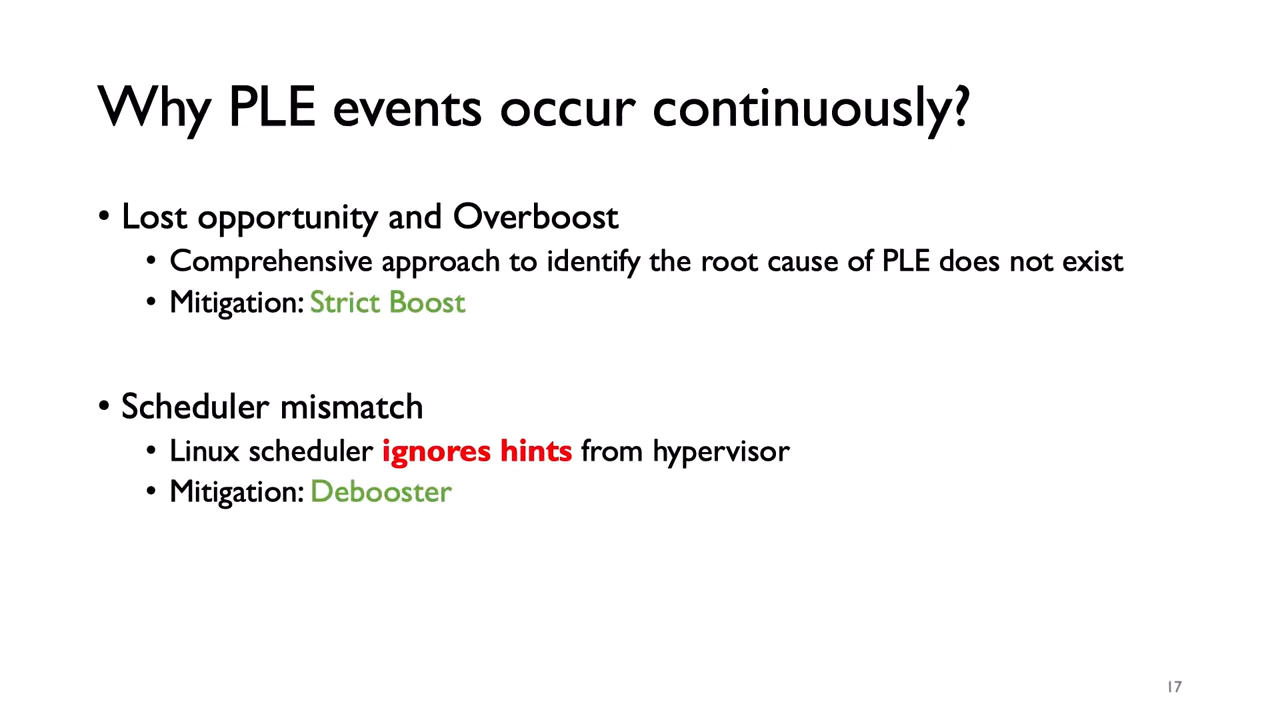 Why PLE events occur continuously?
• Lost opportunity and Overboost
• Comprehensive approach to identify the root cause of PLE does not exist
• Mitigation: Strict Boost
• Scheduler mismatch
• Linux scheduler ignores hints from hypervisor
• Mitigation: Debooster
17